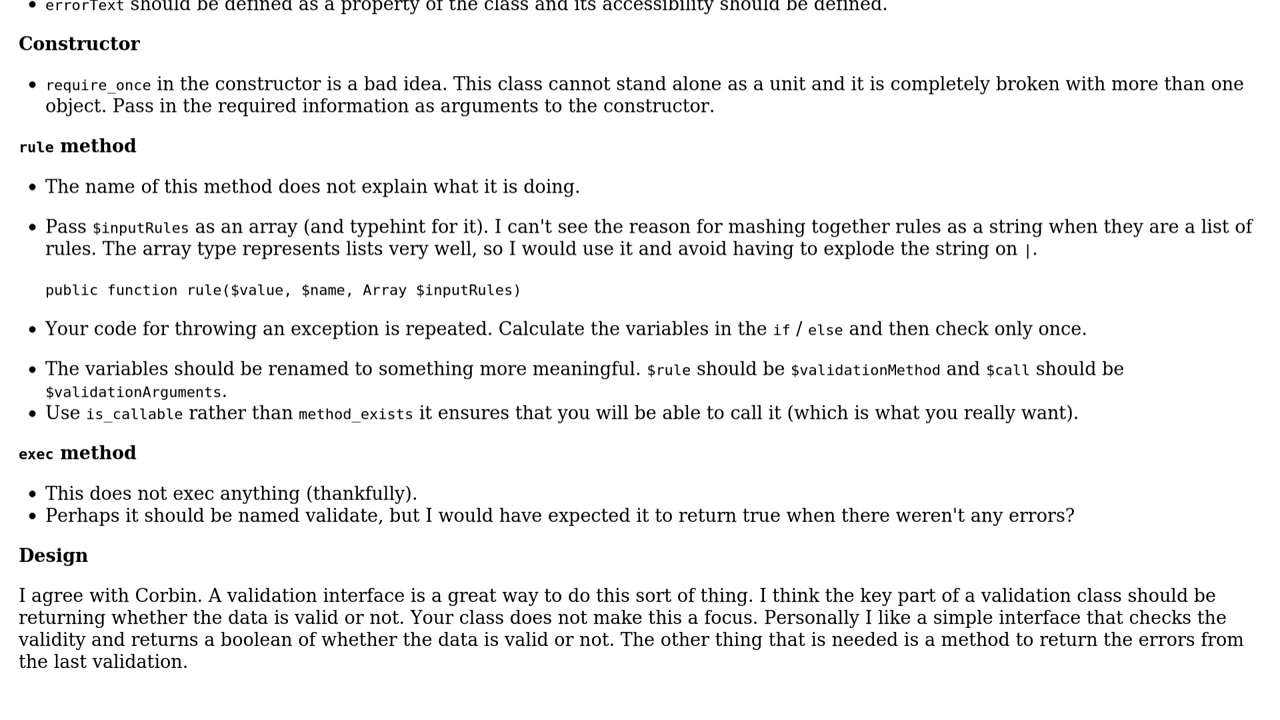 • errorText should be defined as a property of the class and its accessibility should be defined.
Constructor
• require_once in the constructor is a bad idea. This class cannot stand alone as a unit and it is completely broken with more than one
object. Pass in the required information as arguments to the constructor.
rule method
• The name of this method does not explain what it is doing.
• Pass $inputRules as an array (and typehint for it). I can't see the reason for mashing together rules as a string when they are a list of
rules. The array type represents lists very well, so I would use it and avoid having to explode the string on |.
public function rule($value, $name, Array $inputRules)
• Your code for throwing an exception is repeated. Calculate the variables in the if / else and then check only once.
• The variables should be renamed to something more meaningful. $rule should be $validationMethod and $call should be
$validationArguments.
• Use is_callable rather than method_exists it ensures that you will be able to call it (which is what you really want).
exec method
• This does not exec anything (thankfully).
• Perhaps it should be named validate, but I would have expected it to return true when there weren't any errors?
Design
I agree with Corbin. A validation interface is a great way to do this sort of thing. I think the key part of a validation class should be
returning whether the data is valid or not. Your class does not make this a focus. Personally I like a simple interface that checks the
validity and returns a boolean of whether the data is valid or not. The other thing that is needed is a method to return the errors from
the last validation.